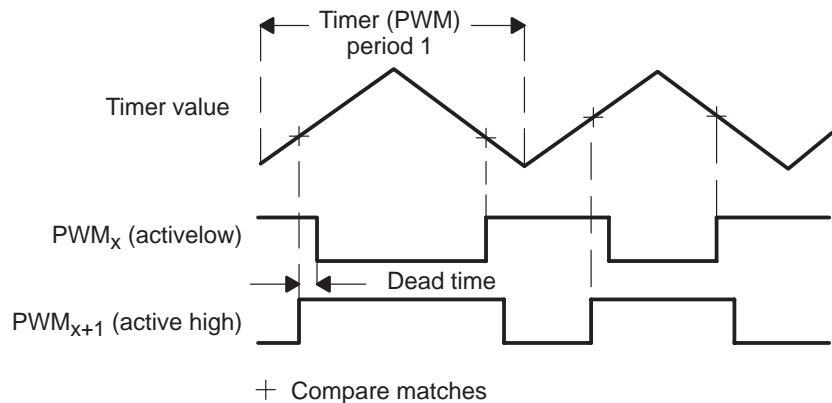 Timer (PWM)
period 1
Timer value
PWMx (activelow)
Dead time
PWMx+1 (active high)
+ Compare matches